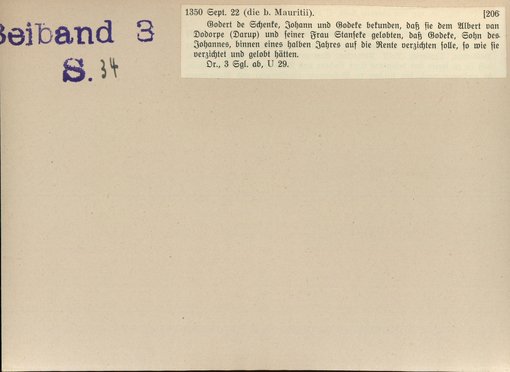 Beiband 3
S. 34
1350 Sept. 22 (die b. Mauritii). [206
Godert de Schenke, Johann und Godeke bekunden, daß sie dem Albert van
Dodorpe (Darup) und seiner Frau Stanseke gelobten, daß Godeke, Sohn des
Johannes, binnen eines halben Jahres auf die Rente verzichten solle, so wie sie
verzichtet und gelobt hätten.
Or., 3 Sgl. ab, U 29.